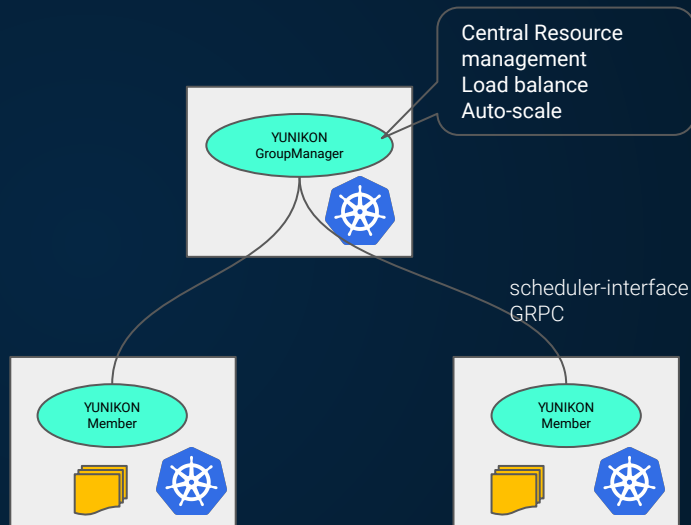 Central Resource
management
Load balance
Auto-scale
YUNIKON
GroupManager
scheduler-interface
GRPC
YUNIKON
Member
YUNIKON
Member